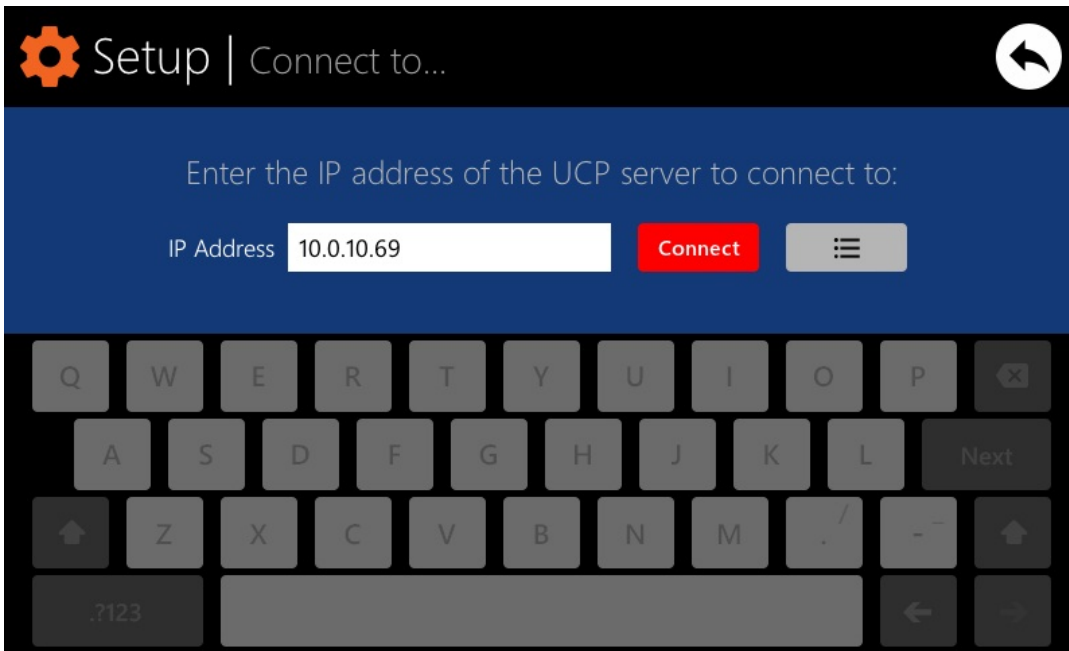 Setup | Connect to...
Enter the IP address of the UCP server to connect to:
IP Address 10.0.10.69 Connect
Q W E R T Y U I O P
A S D F G H J K L Next
Z X C V B N M . / - _
.?123